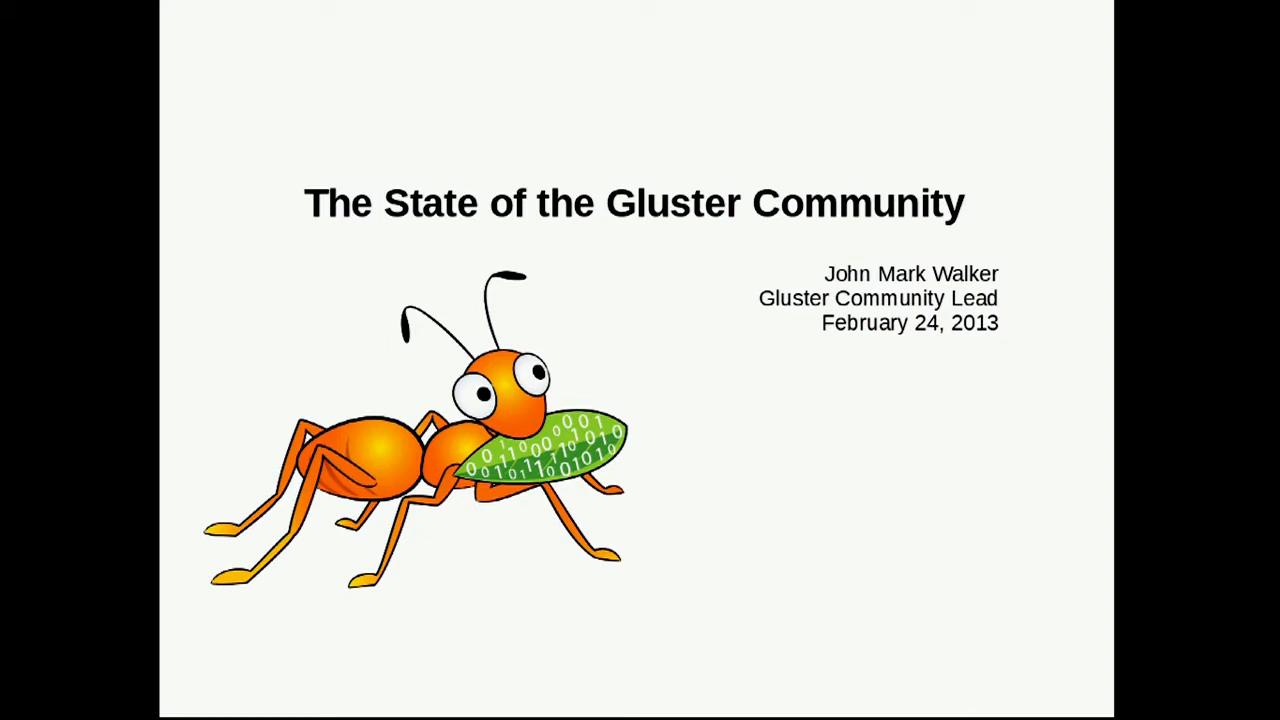 The State of the Gluster Community
John Mark Walker
Gluster Community Lead
February 24, 2013